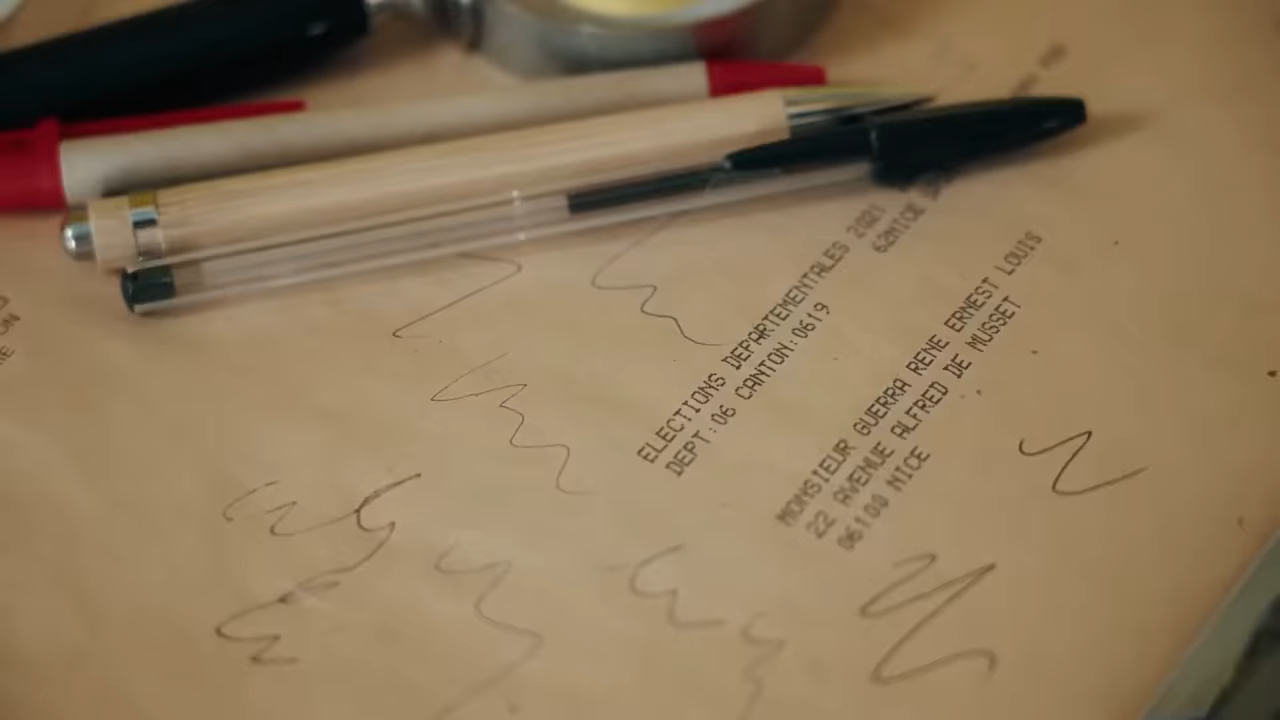 ELECTIONS DEPARTEMENTALES 2021
DEPT:06 CANTON:0619
MONSIEUR GUERRA RENE ERNEST LOUIS
22 AVENUE ALFRED DE MUSSET
06100 NICE